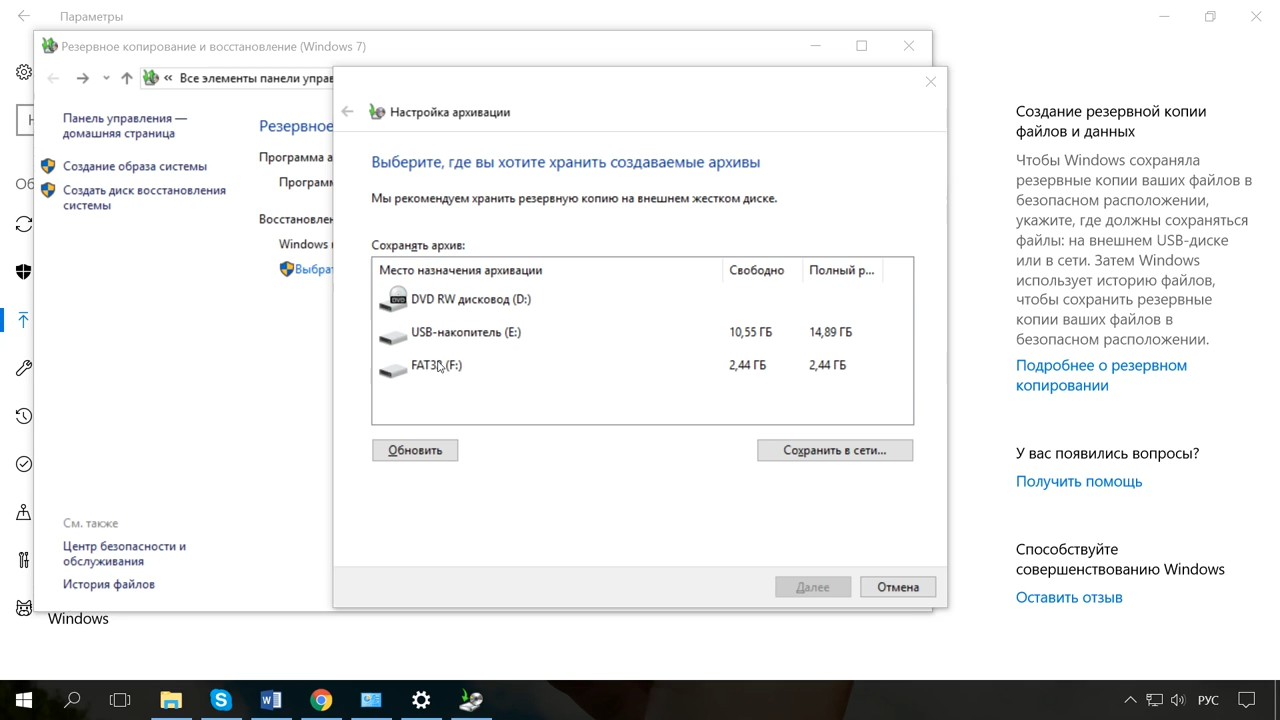 Параметры
Резервное копирование и восстановление (Windows 7)
« Все элементы панели
Панель управления —
домашняя страница
Создание образа системы
Создать диск восстановления
системы
Резервное
Программа
Windows
См. также
Центр безопасности и
обслуживания
История файлов
Windows
Настройка архивации
Выберите, где вы хотите хранить создаваемые архивы
Мы рекомендуем хранить резервную копию на внешнем жестком диске.
Сохранять архив:
Место назначения архивации Свободно Полный р...
DVD RW дисковод (D:)
USB-накопитель (E:) 10,55 ГБ 14,89 ГБ
FAT32 (F:) 2,44 ГБ 2,44 ГБ
Обновить Сохранить в сети...
Далее Отмена
Создание резервной копии
файлов и данных
Чтобы Windows сохраняла
резервные копии ваших файлов в
безопасном расположении,
укажите, где должны сохраняться
файлы: на внешнем USB-диске
или в сети. Затем Windows
использует историю файлов,
чтобы сохранить резервные
копии ваших файлов в
безопасном расположении.
Подробнее о резервном
копировании
У вас появились вопросы?
Получить помощь
Способствуйте
совершенствованию Windows
Оставить отзыв
РУС